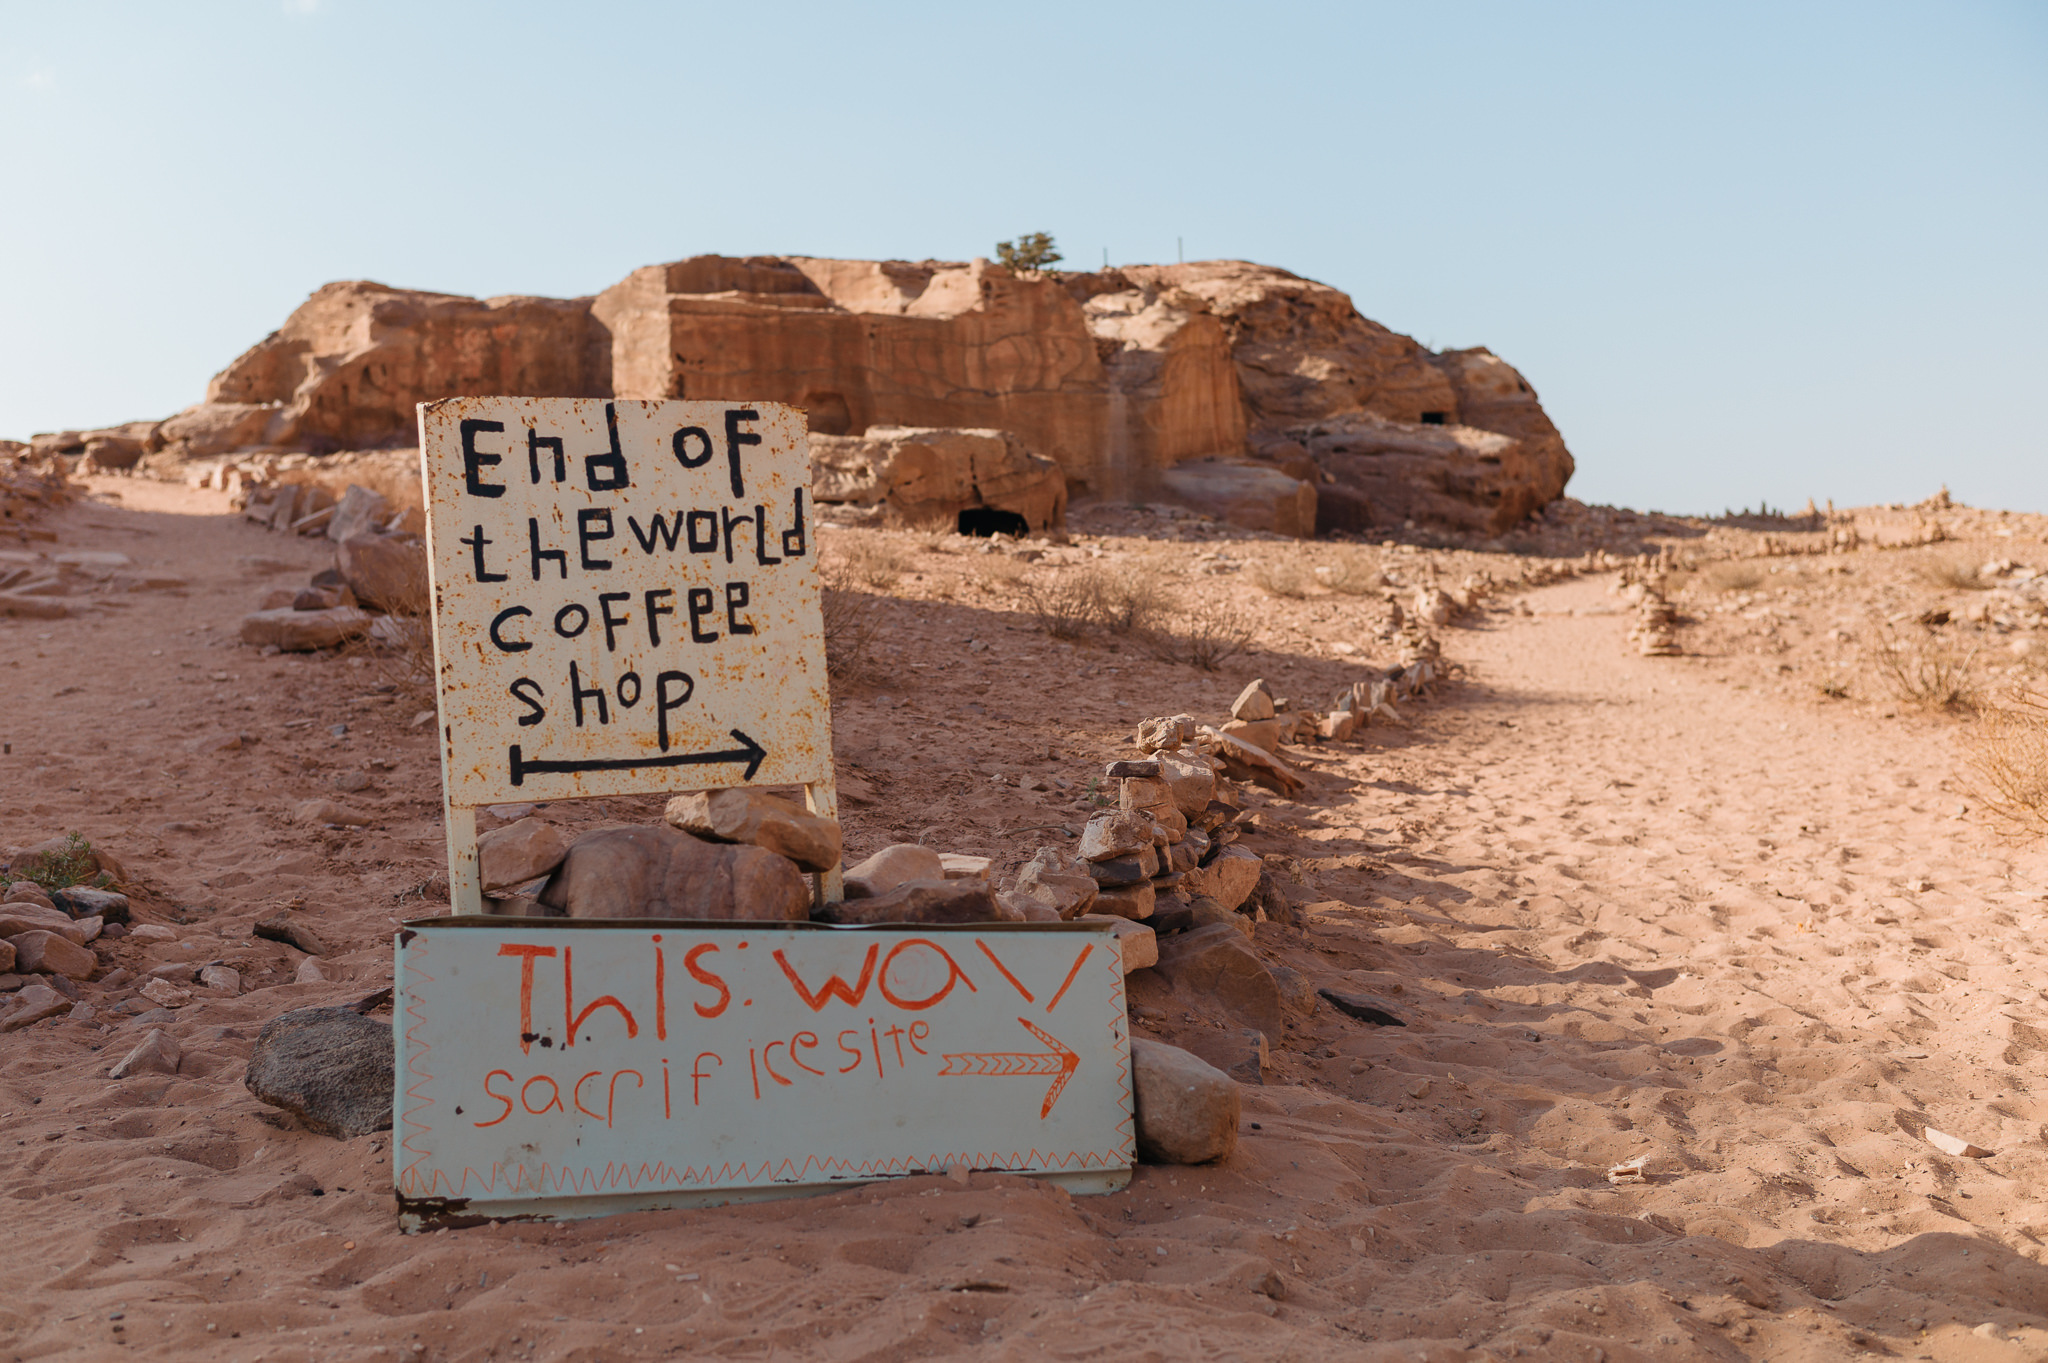 End of
the world
coffee
shop
This: way
sacrifice site